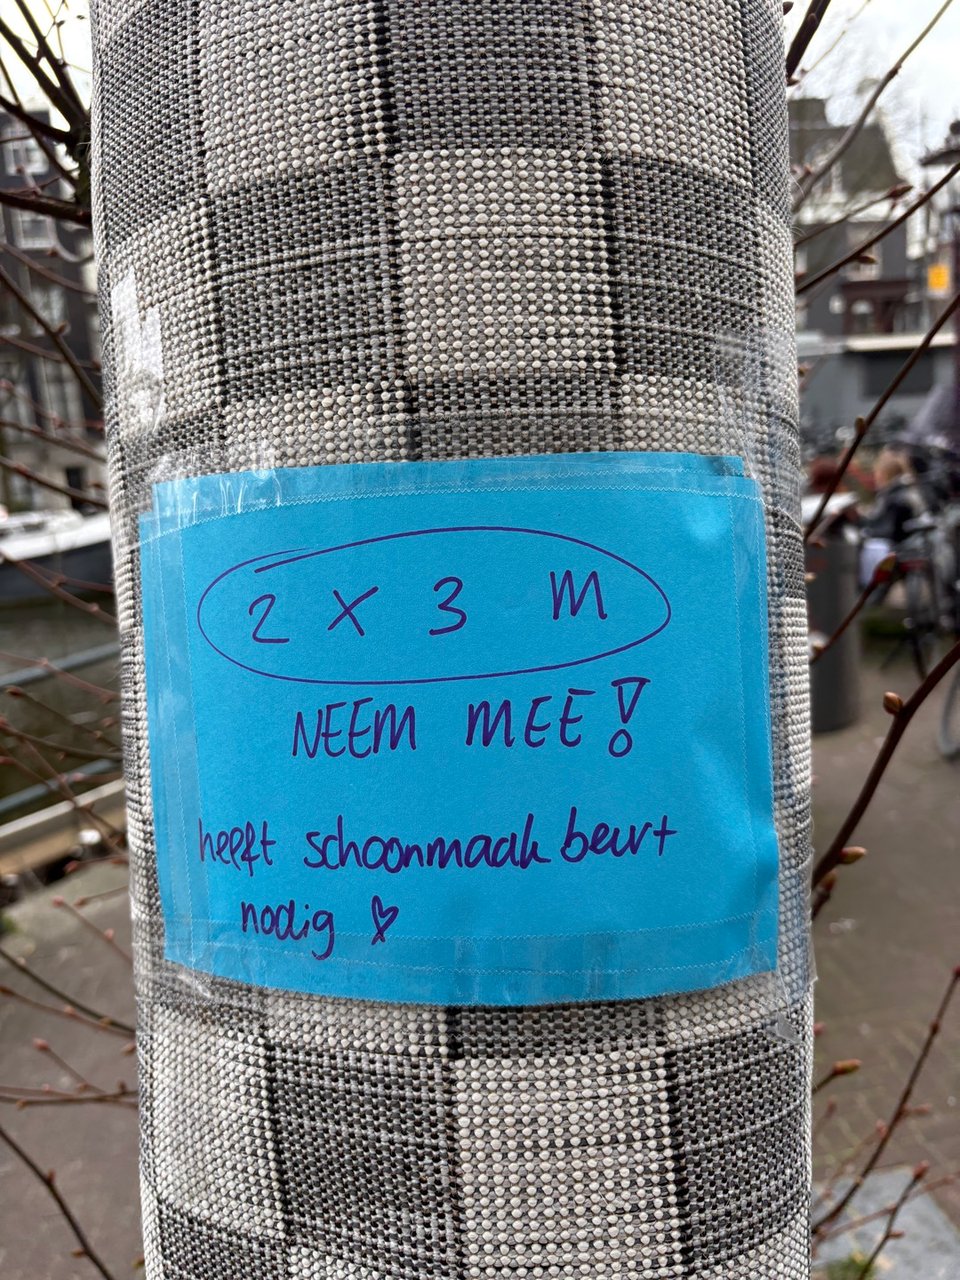 2 x 3 m
NEEM MEE!
heeft schoonmaak beurt
nodig ♡